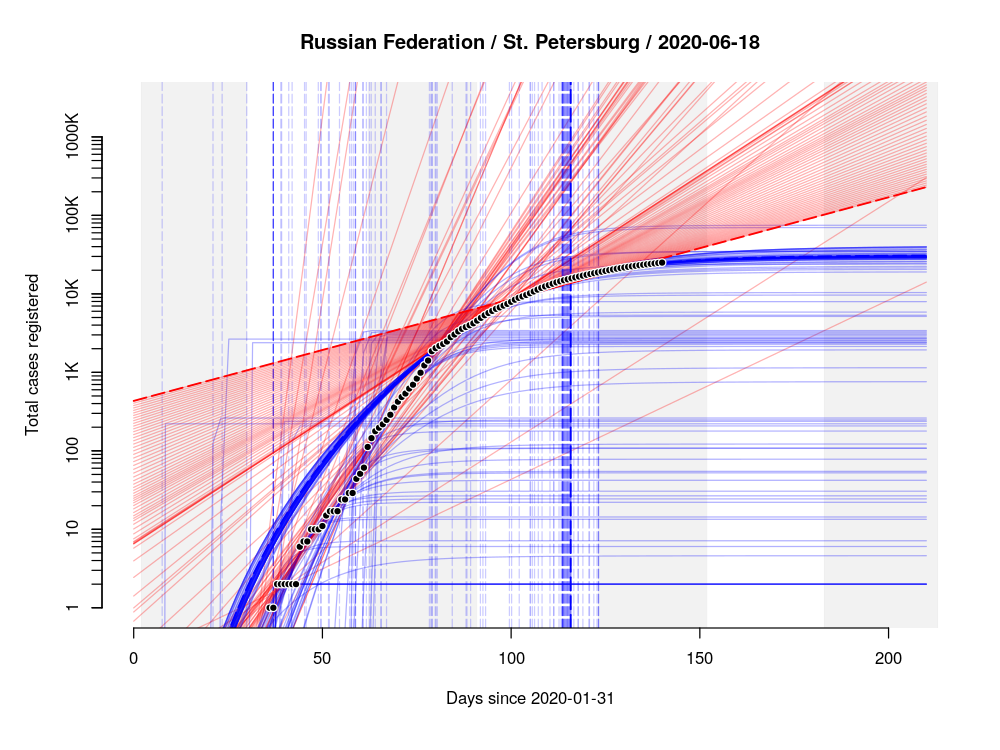 Russian Federation / St. Petersburg / 2020-06-18
Total cases registered
1000K
100K
10K
1K
100
10
1
0 50 100 150 200
Days since 2020-01-31